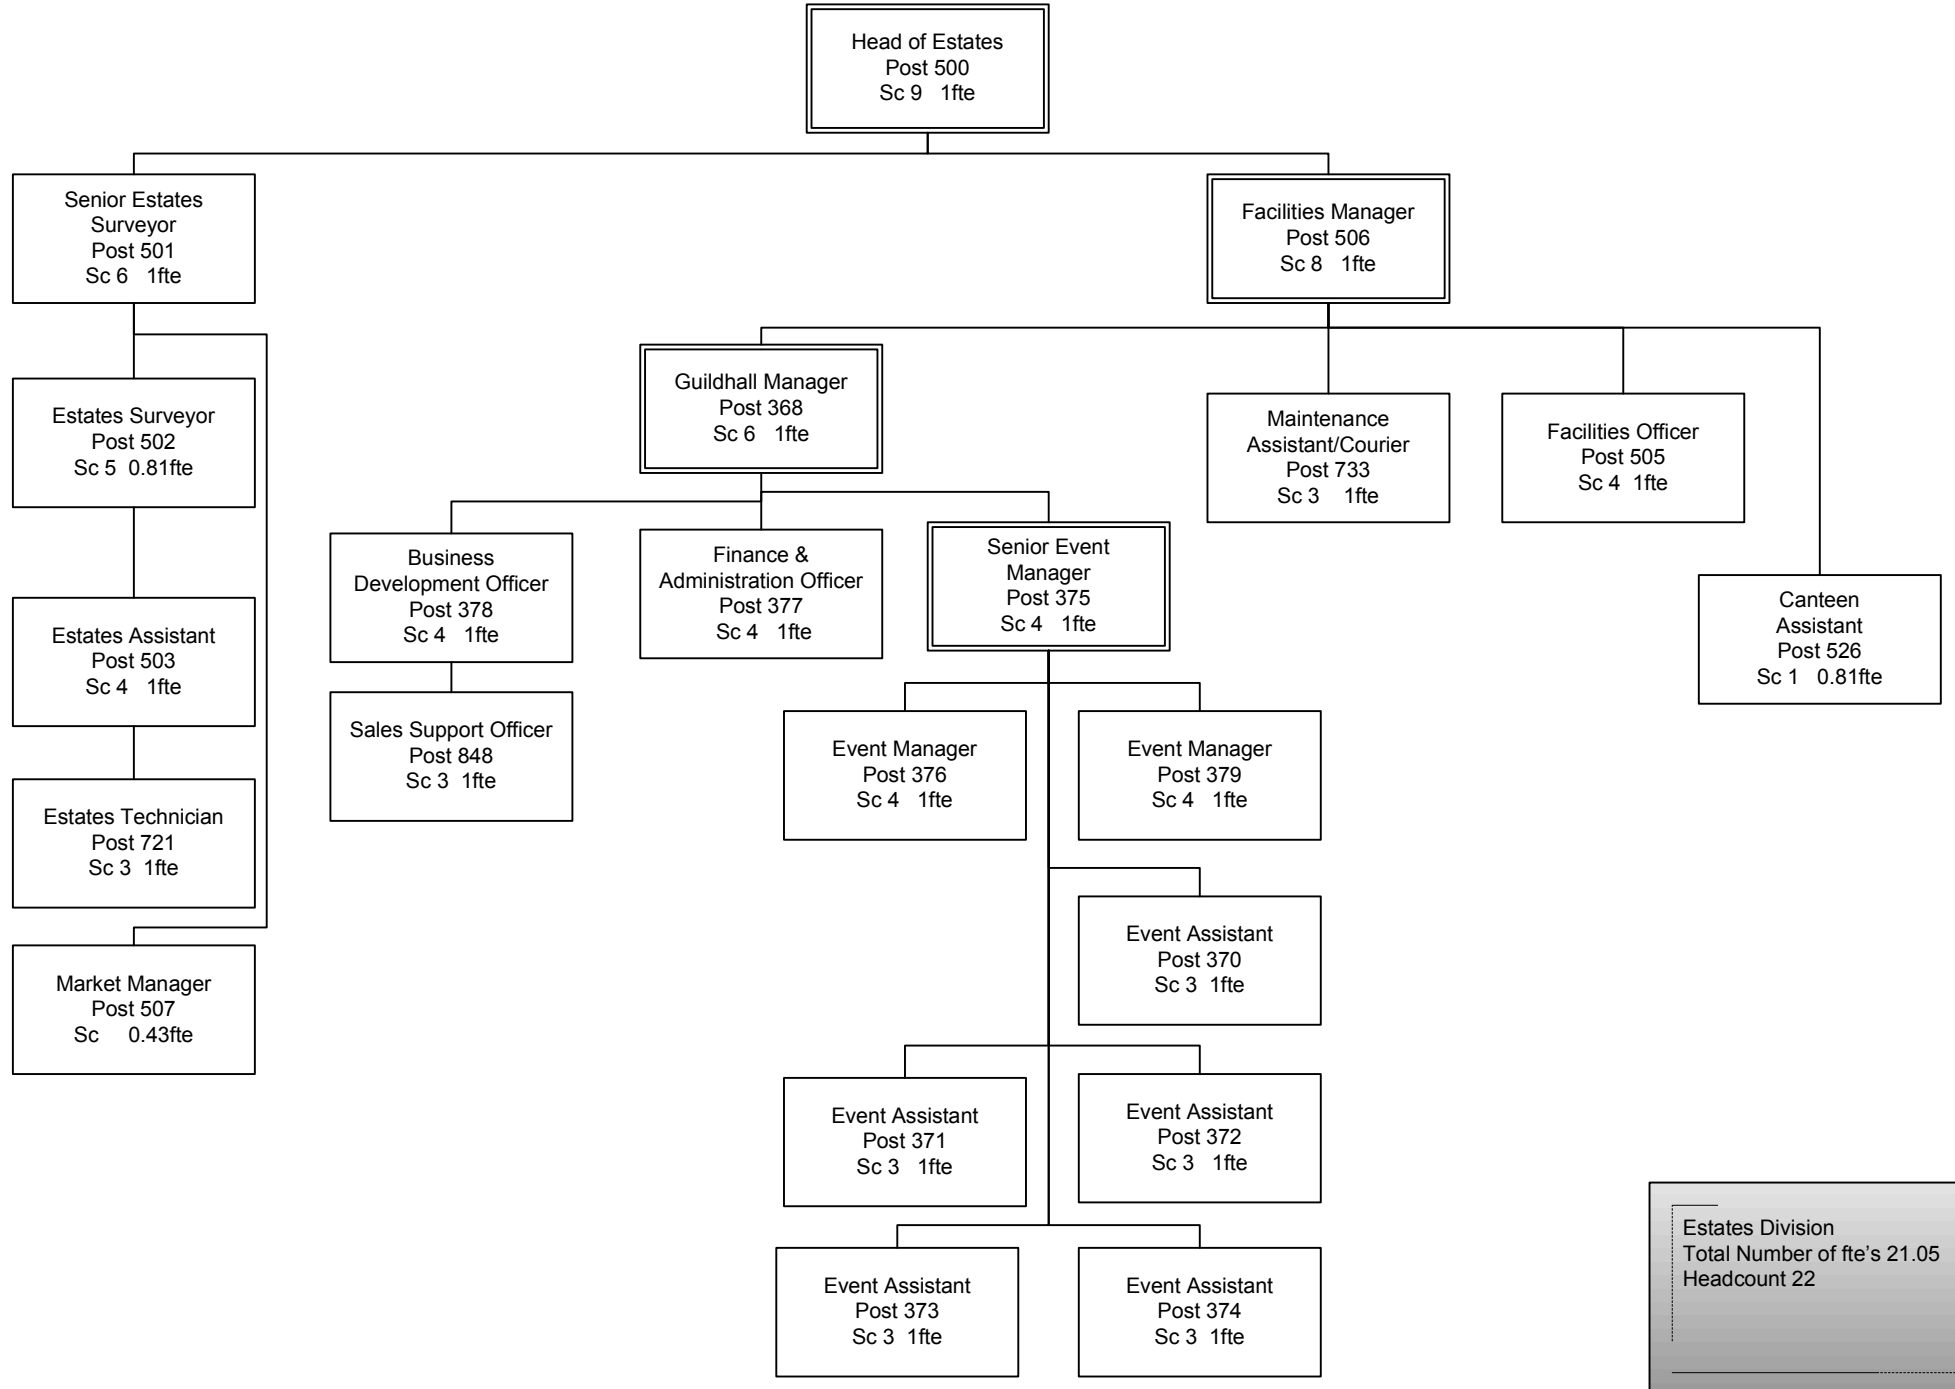 Head of Estates
Post 500
Sc 9 1fte
Senior Estates
Surveyor
Post 501
Sc 6 1fte
Facilities Manager
Post 506
Sc 8 1fte
Guildhall Manager
Post 368
Sc 6 1fte
Estates Surveyor
Post 502
Sc 5 0.81fte
Maintenance
Assistant/Courier
Post 733
Sc 3 1fte
Facilities Officer
Post 505
Sc 4 1fte
Business
Development Officer
Post 378
Sc 4 1fte
Finance &
Administration Officer
Post 377
Sc 4 1fte
Senior Event
Manager
Post 375
Sc 4 1fte
Canteen
Assistant
Post 526
Sc 1 0.81fte
Estates Assistant
Post 503
Sc 4 1fte
Sales Support Officer
Post 848
Sc 3 1fte
Event Manager
Post 376
Sc 4 1fte
Event Manager
Post 379
Sc 4 1fte
Estates Technician
Post 721
Sc 3 1fte
Event Assistant
Post 370
Sc 3 1fte
Market Manager
Post 507
Sc 0.43fte
Event Assistant
Post 371
Sc 3 1fte
Event Assistant
Post 372
Sc 3 1fte
Event Assistant
Post 373
Sc 3 1fte
Event Assistant
Post 374
Sc 3 1fte
Estates Division
Total Number of fte's 21.05
Headcount 22